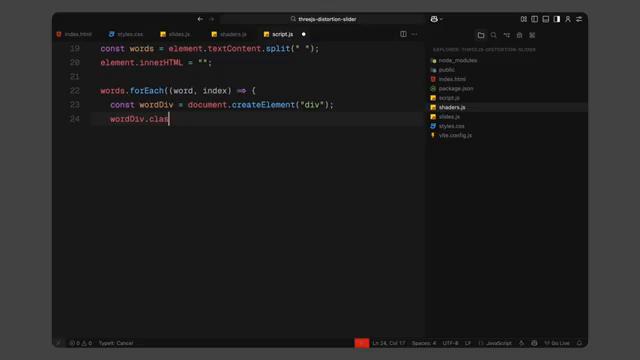 threejs-distortion-slider
index.html styles.css slides.js shaders.js script.js
EXPLORER: THREEJS-DISTORTION-SLIDER
node_modules
public
index.html
package.json
script.js
shaders.js
slides.js
styles.css
vite.config.js
19 const words = element.textContent.split(" ");
20 element.innerHTML = "";
21
22 words.forEach((word, index) => {
23 const wordDiv = document.createElement("div");
24 wordDiv.clas
0 0 TypeIt: Cancel Ln 24, Col 17 Spaces: 4 UTF-8 LF {} JavaScript Go Live